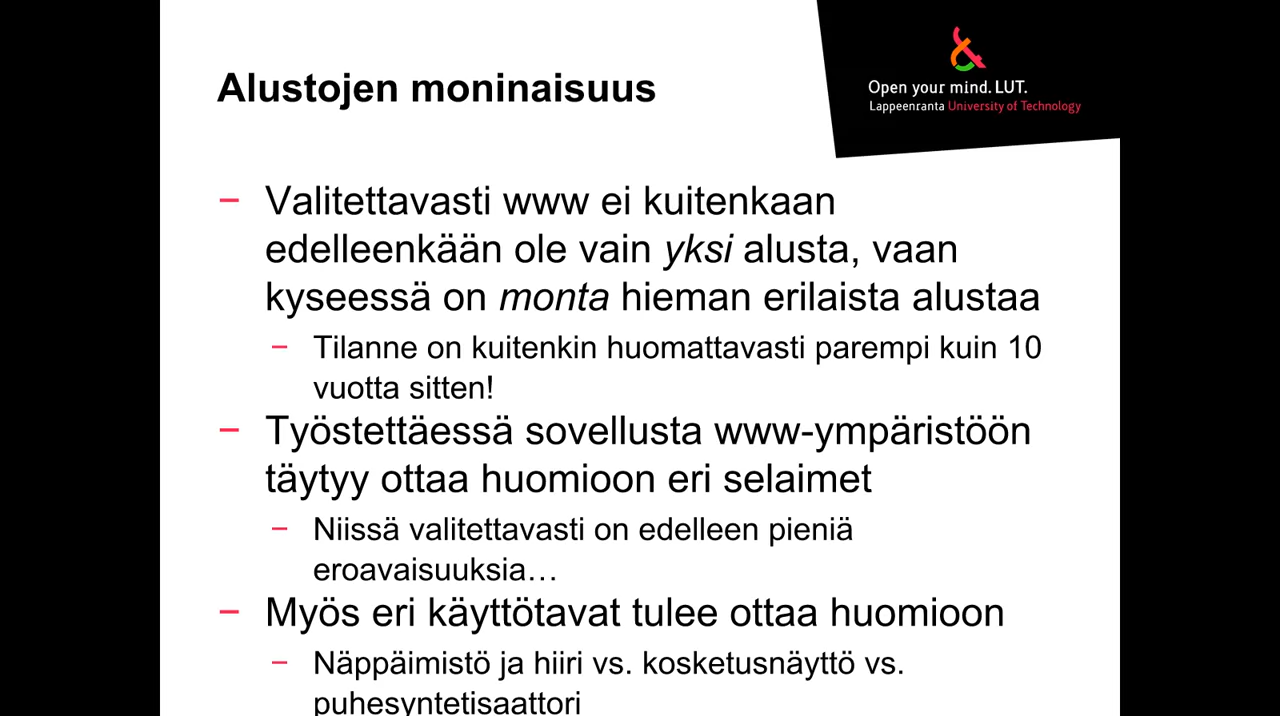 Alustojen moninaisuus
Open your mind. LUT.
Lappeenranta University of Technology
– Valitettavasti www ei kuitenkaan
edelleenkään ole vain yksi alusta, vaan
kyseessä on monta hieman erilaista alustaa
– Tilanne on kuitenkin huomattavasti parempi kuin 10
vuotta sitten!
– Työstettäessä sovellusta www-ympäristöön
täytyy ottaa huomioon eri selaimet
– Niissä valitettavasti on edelleen pieniä
eroavaisuuksia…
– Myös eri käyttötavat tulee ottaa huomioon
– Näppäimistö ja hiiri vs. kosketusnäyttö vs.
puhesyntetisaattori